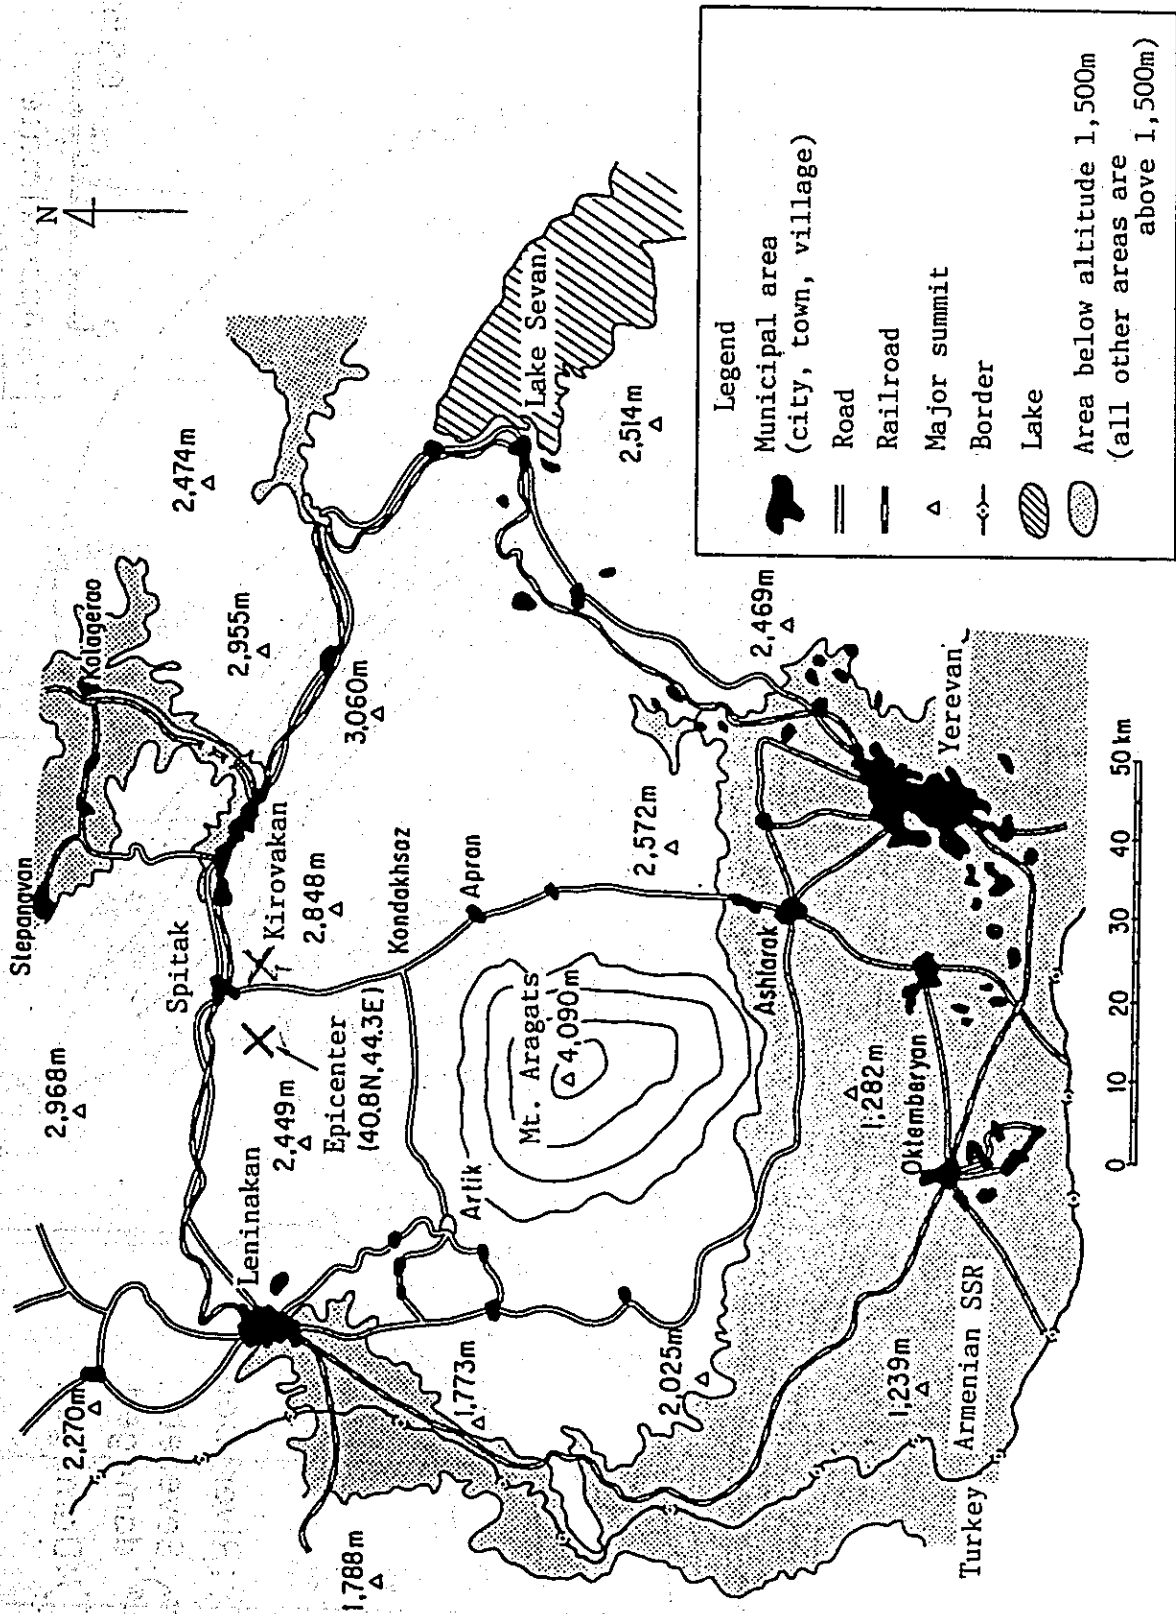 N
Stepanavan
Kalagerao
2,968m
2,955m
2,474m
Spitak
Kirovakan
2,270m
Leninakan
2,449m
Epicenter
(40.8N,44.3E)
2,848m
3,060m
1,788m
Kondakhsaz
Apran
Artik
1,773m
Mt. Aragats
4,090m
Lake Sevan
2,514m
2,572m
2,025m
2,469m
Ashtarak
1,282m
Oktemberyan
1,239m
Yerevan
Turkey
Armenian SSR
0 10 20 30 40 50 km
Legend
Municipal area
(city, town, village)
Road
Railroad
Major summit
Border
Lake
Area below altitude 1,500m
(all other areas are
above 1,500m)